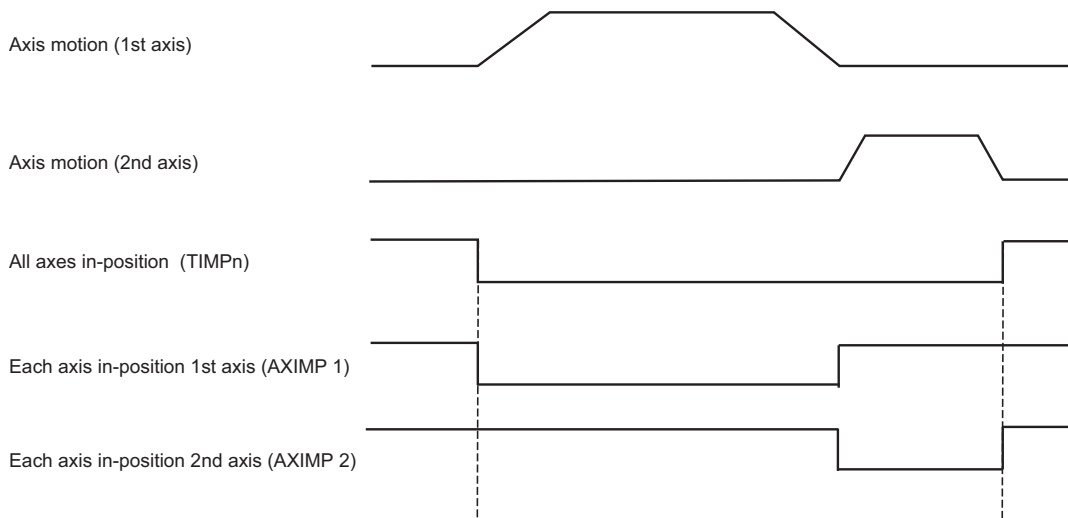 Axis motion (1st axis)
Axis motion (2nd axis)
All axes in-position (TIMPn)
Each axis in-position 1st axis (AXIMP 1)
Each axis in-position 2nd axis (AXIMP 2)